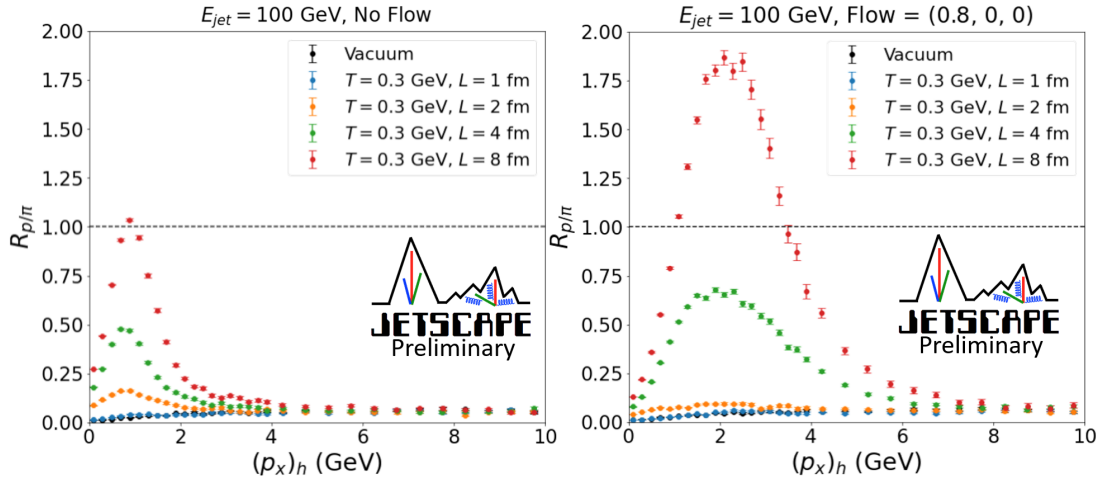 E_jet = 100 GeV, No Flow
2.00
1.75
1.50
1.25
1.00
0.75
0.50
0.25
0.00
R_p/π
Vacuum
T = 0.3 GeV, L = 1 fm
T = 0.3 GeV, L = 2 fm
T = 0.3 GeV, L = 4 fm
T = 0.3 GeV, L = 8 fm
JETSCAPE
Preliminary
0 2 4 6 8 10
(p_x)_h (GeV)
E_jet = 100 GeV, Flow = (0.8, 0, 0)
2.00
1.75
1.50
1.25
1.00
0.75
0.50
0.25
0.00
R_p/π
Vacuum
T = 0.3 GeV, L = 1 fm
T = 0.3 GeV, L = 2 fm
T = 0.3 GeV, L = 4 fm
T = 0.3 GeV, L = 8 fm
JETSCAPE
Preliminary
0 2 4 6 8 10
(p_x)_h (GeV)